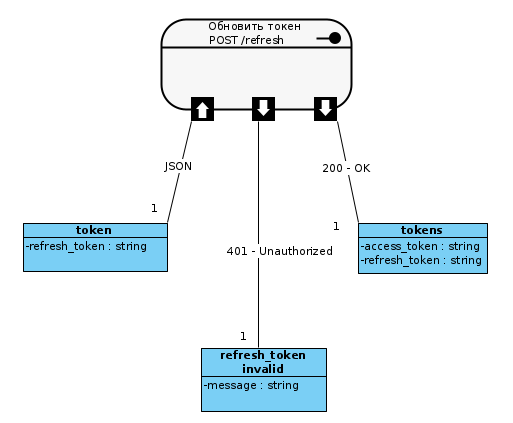 Обновить токен
POST /refresh
JSON
200 - OK
1
1
token
-refresh_token : string
tokens
-access_token : string
-refresh_token : string
401 - Unauthorized
1
refresh_token
invalid
-message : string